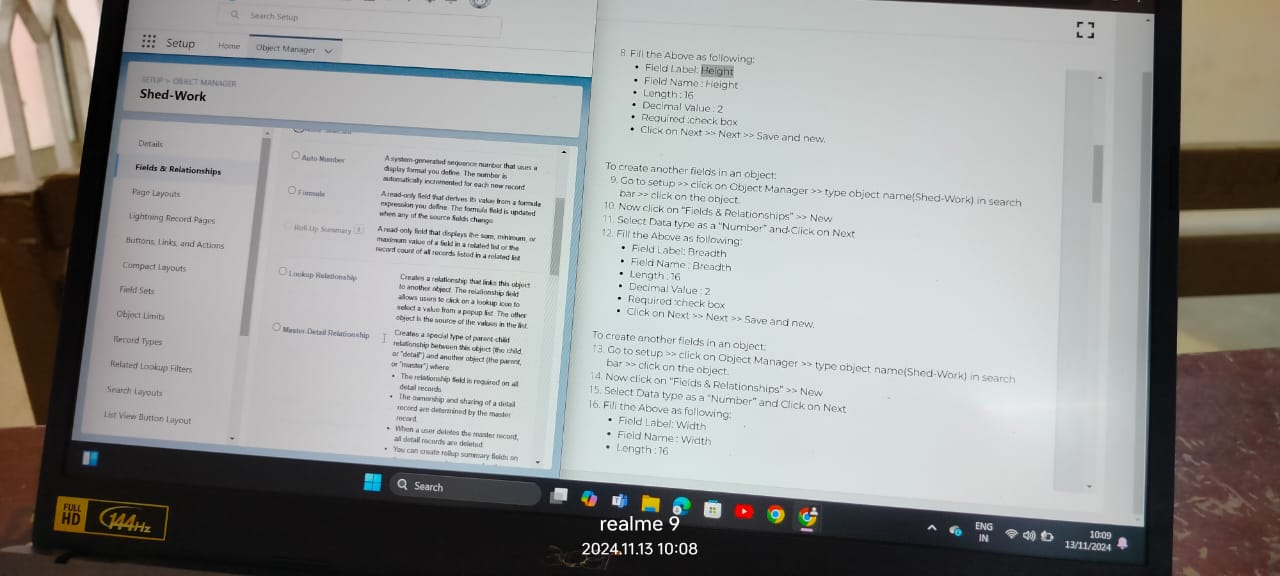 Search Setup
Setup
Home
Object Manager
SETUP > OBJECT MANAGER
Shed-Work
Details
Fields & Relationships
Page Layouts
Lightning Record Pages
Buttons, Links, and Actions
Compact Layouts
Field Sets
Object Limits
Record Types
Related Lookup Filters
Search Layouts
List View Button Layout
Auto Number
A system-generated sequence number that uses a
display format you define. The number is
automatically incremented for each new record
Formula
A read-only field that derives its value from a formula
expression you define. The formula field is updated
when any of the source fields change
Roll-Up Summary
A read-only field that displays the sum, minimum, or
maximum value of a field in a related list or the
record count of all records listed in a related list
Lookup Relationship
Creates a relationship that links this object
to another object. The relationship field
allows users to click on a lookup icon to
select a value from a popup list. The other
object is the source of the values in the list.
Master-Detail Relationship
Creates a special type of parent-child
relationship between this object (the child,
or "detail") and another object (the parent,
or "master") where:
• The relationship field is required on all
detail records.
• The ownership and sharing of a detail
record are determined by the master
record.
• When a user deletes the master record,
all detail records are deleted.
• You can create rollup summary fields on
8. Fill the Above as following:
• Field Label: Height
• Field Name : Height
• Length : 16
• Decimal Value : 2
• Required :check box
• Click on Next >> Next >> Save and new.
To create another fields in an object:
9. Go to setup >> click on Object Manager >> type object name(Shed-Work) in search
bar >> click on the object.
10. Now click on "Fields & Relationships" >> New
11. Select Data type as a "Number" and Click on Next
12. Fill the Above as following:
• Field Label: Breadth
• Field Name : Breadth
• Length : 16
• Decimal Value : 2
• Required :check box
• Click on Next >> Next >> Save and new.
To create another fields in an object:
13. Go to setup >> click on Object Manager >> type object name(Shed-Work) in search
bar >> click on the object.
14. Now click on "Fields & Relationships" >> New
15. Select Data type as a "Number" and Click on Next
16. Fill the Above as following:
• Field Label: Width
• Field Name : Width
• Length : 16
Search
ENG
IN
10:09
13/11/2024
FULL
HD
144Hz
realme 9
2024.11.13 10:08